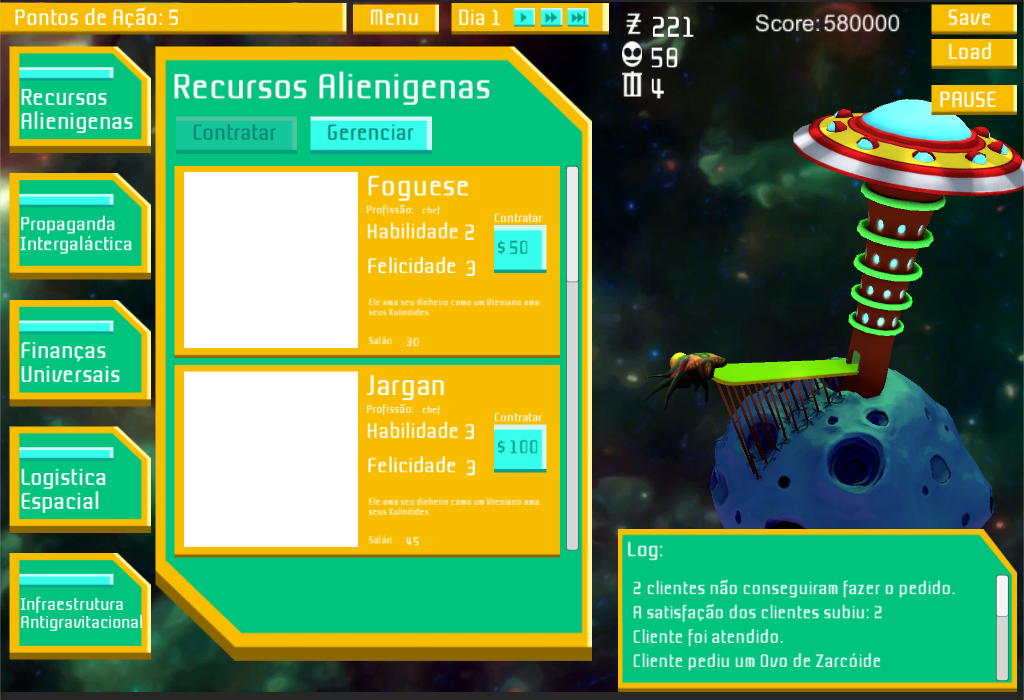 Pontos de Ação: 5
Menu
Dia 1
221
58
4
Score: 580000
Save
Load
PAUSE
Recursos
Alienigenas
Propaganda
Intergaláctica
Finanças
Universais
Logistica
Espacial
Infraestrutura
Antigravitacional
Recursos Alienigenas
Contratar
Gerenciar
Foguese
Profissão: chef
Habilidade 2
Felicidade 3
Contratar
$50
Ele ama seu dinheiro como um Vreniano ama
seus Kulinóides.
Salári 30
Jargan
Profissão: chef
Habilidade 3
Felicidade 3
Contratar
$100
Ele ama seu dinheiro como um Vreniano ama
seus Kulinóides.
Salári 45
Log:
2 clientes não conseguiram fazer o pedido.
A satisfação dos clientes subiu: 2
Cliente foi atendido.
Cliente pediu um Ovo de Zarcóide